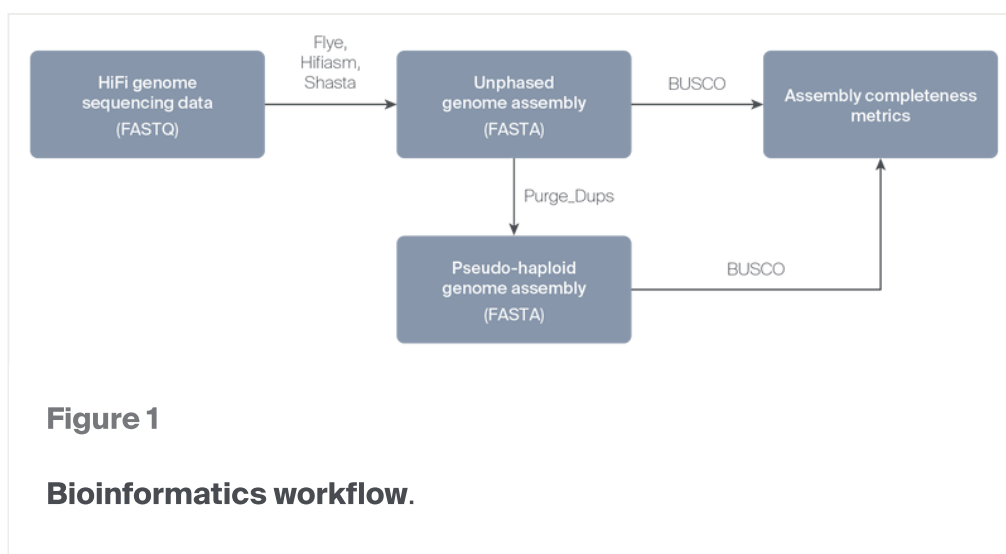 Flye,
Hifiasm,
Shasta
HiFi genome
sequencing data
(FASTQ)
Unphased
genome assembly
(FASTA)
BUSCO
Assembly completeness
metrics
Purge_Dups
Pseudo-haploid
genome assembly
(FASTA)
BUSCO
Figure 1
Bioinformatics workflow.